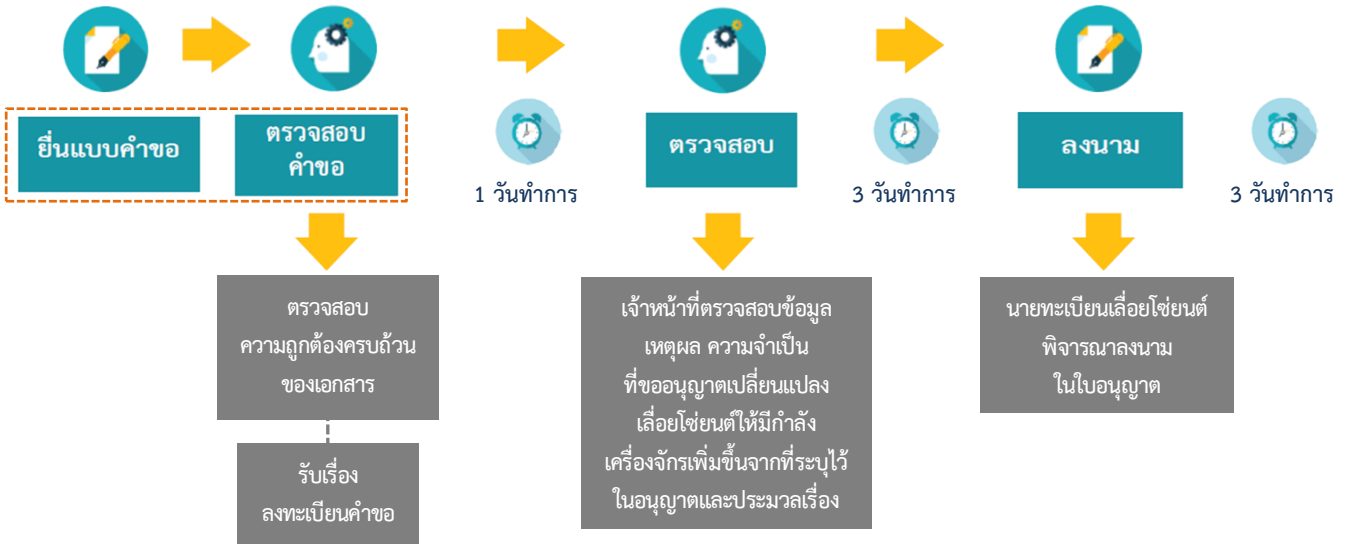 ยื่นแบบคำขอ
ตรวจสอบ
คำขอ
1 วันทำการ
ตรวจสอบ
3 วันทำการ
ลงนาม
3 วันทำการ
ตรวจสอบ
ความถูกต้องครบถ้วน
ของเอกสาร
รับเรื่อง
ลงทะเบียนคำขอ
เจ้าหน้าที่ตรวจสอบข้อมูล
เหตุผล ความจำเป็น
ที่ขออนุญาตเปลี่ยนแปลง
เลื่อยโซ่ยนต์ให้มีกำลัง
เครื่องจักรเพิ่มขึ้นจากที่ระบุไว้
ในอนุญาตและประมวลเรื่อง
นายทะเบียนเลื่อยโซ่ยนต์
พิจารณาลงนาม
ในใบอนุญาต